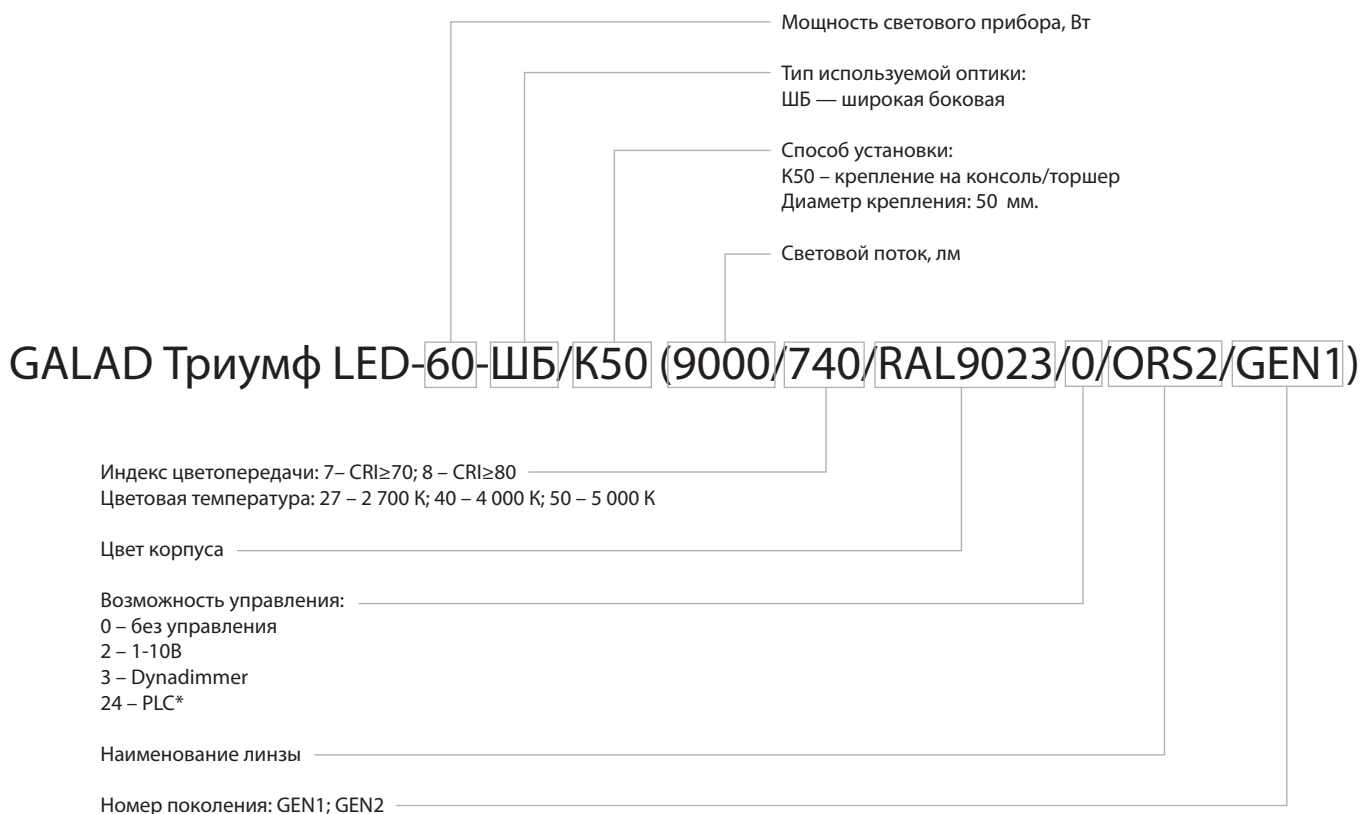 Мощность светового прибора, Вт
Тип используемой оптики:
ШБ — широкая боковая
Способ установки:
К50 – крепление на консоль/торшер
Диаметр крепления: 50 мм.
Световой поток, лм
GALAD Триумф LED-60-ШБ/К50 (9000/740/RAL9023/0/ORS2/GEN1)
Индекс цветопередачи: 7– CRI≥70; 8 – CRI≥80
Цветовая температура: 27 – 2 700 К; 40 – 4 000 К; 50 – 5 000 К
Цвет корпуса
Возможность управления:
0 – без управления
2 – 1-10В
3 – Dynadimmer
24 – PLC*
Наименование линзы
Номер поколения: GEN1; GEN2